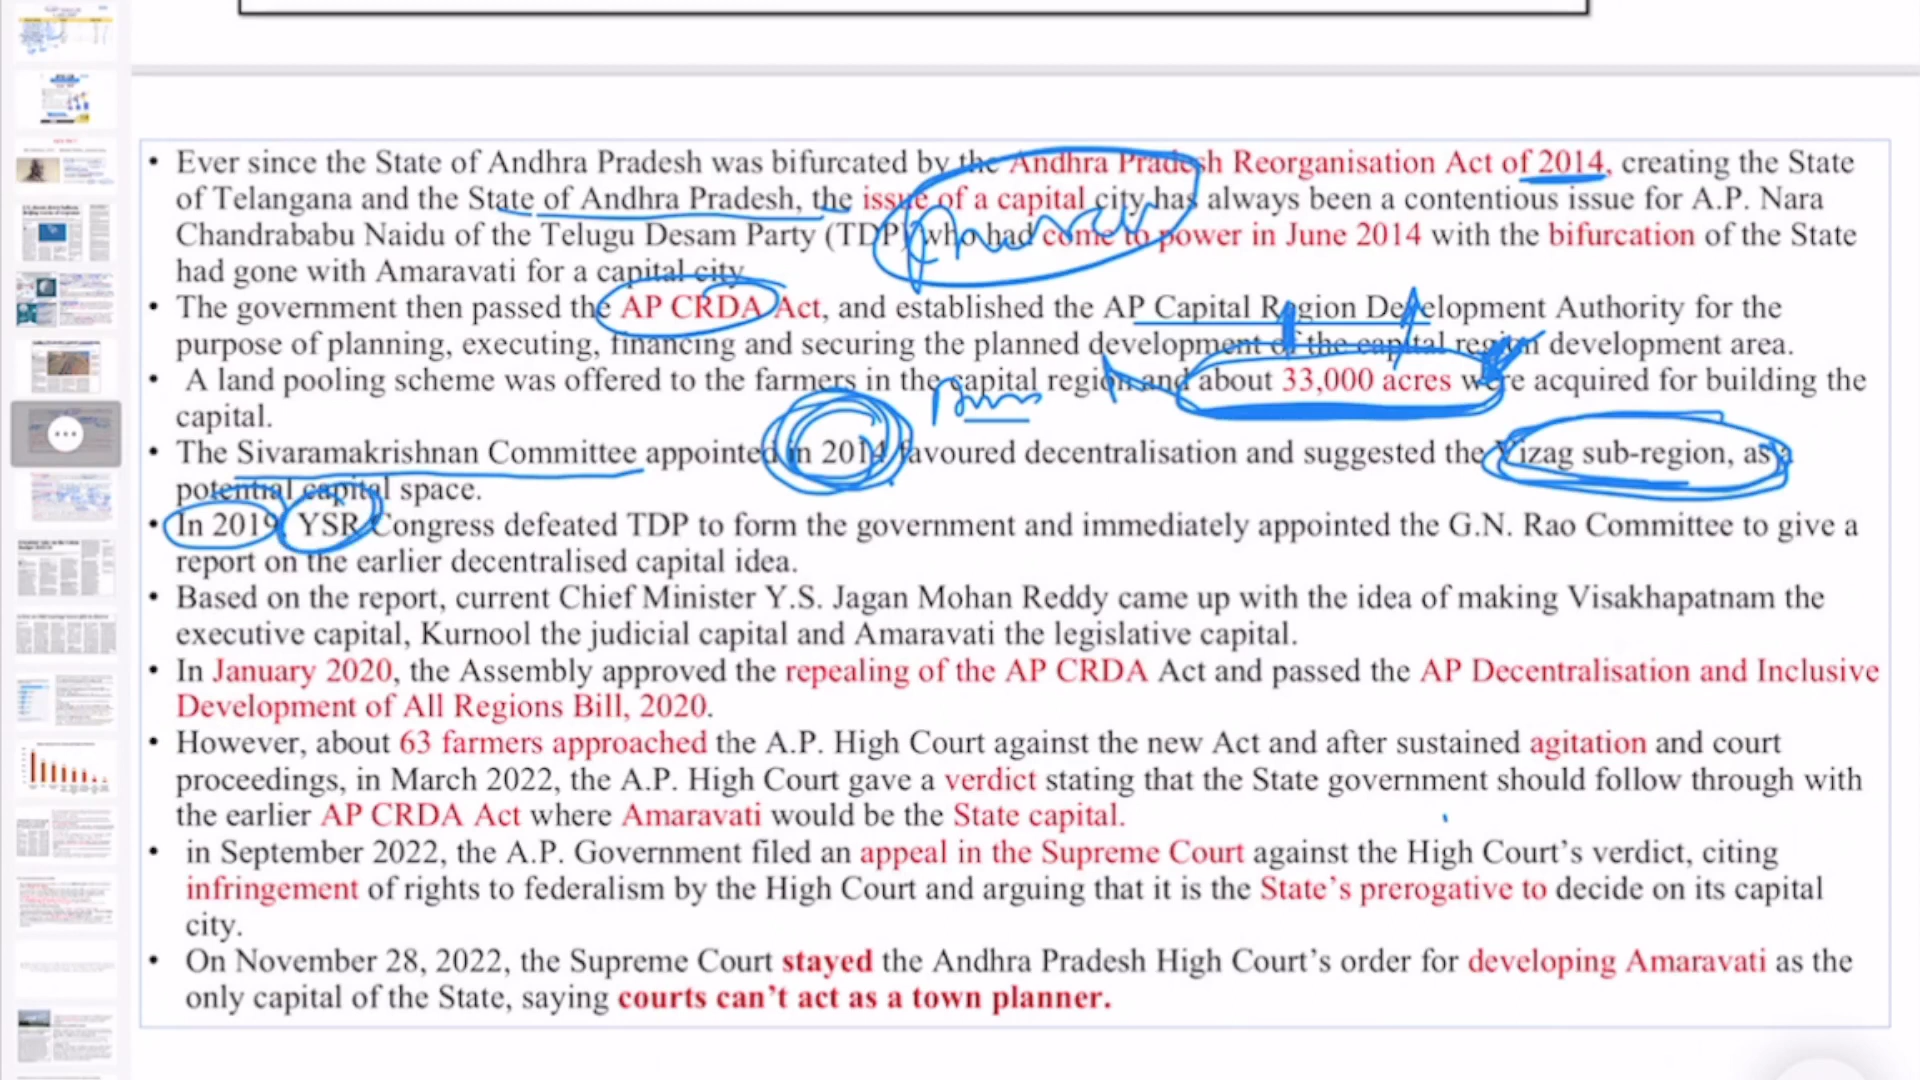 • Ever since the State of Andhra Pradesh was bifurcated by the Andhra Pradesh Reorganisation Act of 2014, creating the State
of Telangana and the State of Andhra Pradesh, the issue of a capital city has always been a contentious issue for A.P. Nara
Chandrababu Naidu of the Telugu Desam Party (TDP) who had come to power in June 2014 with the bifurcation of the State
had gone with Amaravati for a capital city
• The government then passed the AP CRDA Act, and established the AP Capital Region Development Authority for the
purpose of planning, executing, financing and securing the planned development of the capital region development area.
• A land pooling scheme was offered to the farmers in the capital region and about 33,000 acres were acquired for building the
capital.
• The Sivaramakrishnan Committee appointed in 2014 favoured decentralisation and suggested the Vizag sub-region, as a
potential capital space.
• In 2019 YSR Congress defeated TDP to form the government and immediately appointed the G.N. Rao Committee to give a
report on the earlier decentralised capital idea.
• Based on the report, current Chief Minister Y.S. Jagan Mohan Reddy came up with the idea of making Visakhapatnam the
executive capital, Kurnool the judicial capital and Amaravati the legislative capital.
• In January 2020, the Assembly approved the repealing of the AP CRDA Act and passed the AP Decentralisation and Inclusive
Development of All Regions Bill, 2020.
• However, about 63 farmers approached the A.P. High Court against the new Act and after sustained agitation and court
proceedings, in March 2022, the A.P. High Court gave a verdict stating that the State government should follow through with
the earlier AP CRDA Act where Amaravati would be the State capital.
• in September 2022, the A.P. Government filed an appeal in the Supreme Court against the High Court’s verdict, citing
infringement of rights to federalism by the High Court and arguing that it is the State’s prerogative to decide on its capital
city.
• On November 28, 2022, the Supreme Court stayed the Andhra Pradesh High Court’s order for developing Amaravati as the
only capital of the State, saying courts can’t act as a town planner.